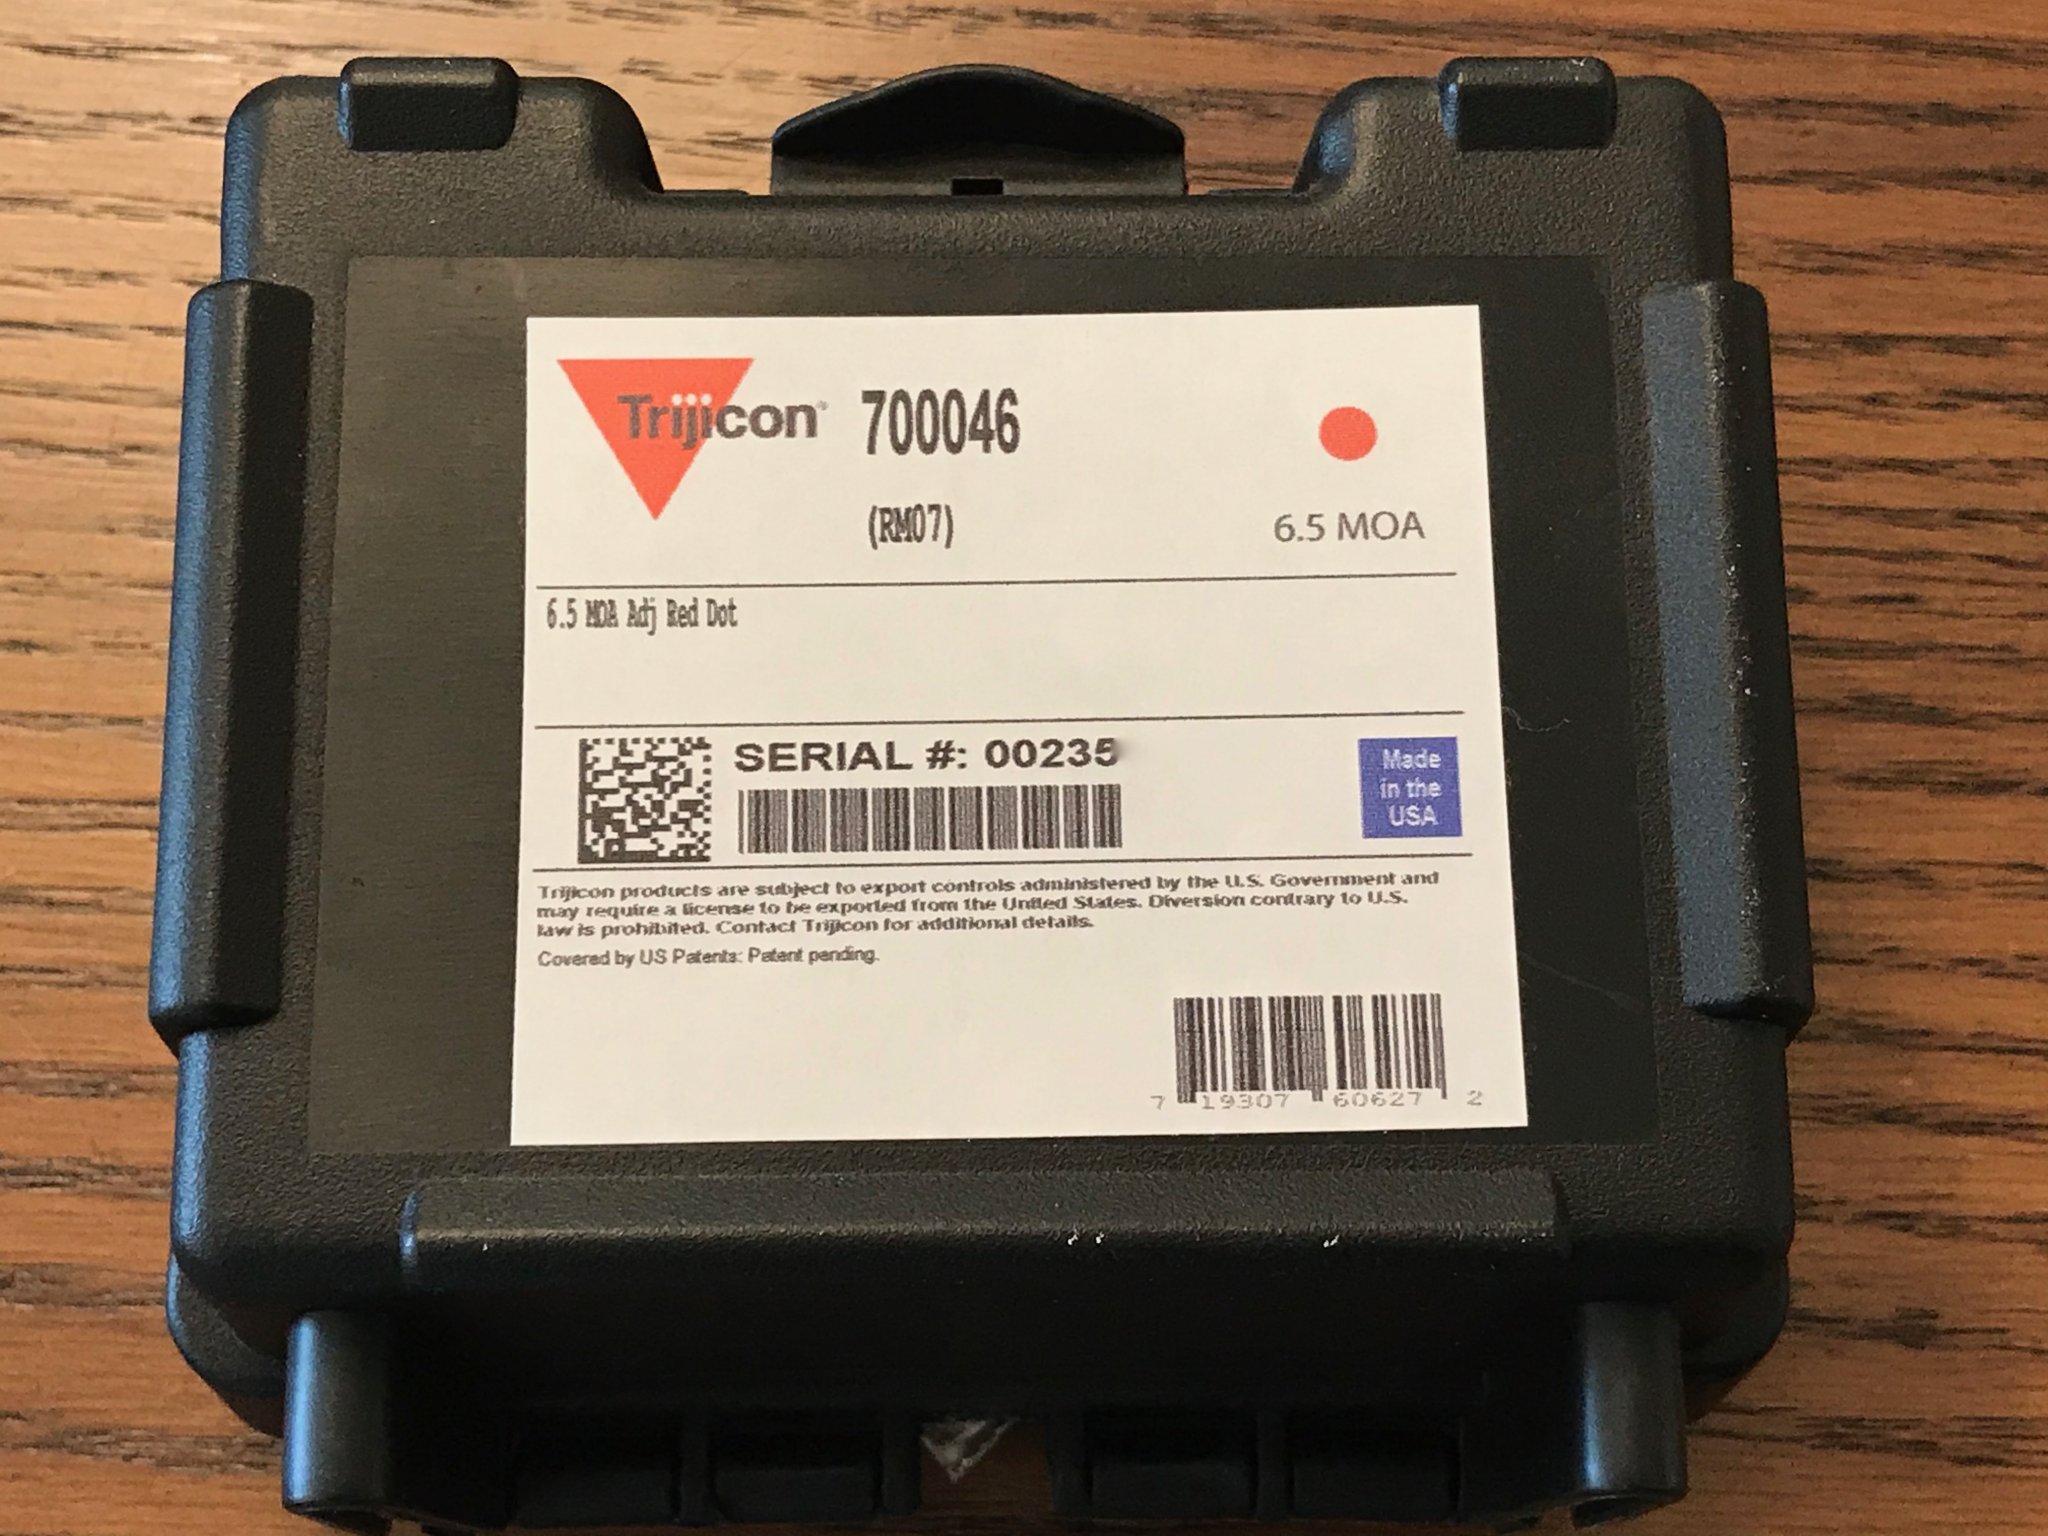 Trijicon® 700046
(RM07)
6.5 MOA
6.5 MOA Adj Red Dot
SERIAL #: 00235
Made
in the
USA
Trijicon products are subject to export controls administered by the U.S. Government and
may require a license to be exported from the United States. Diversion contrary to U.S.
law is prohibited. Contact Trijicon for additional details.
Covered by US Patents: Patent pending.
7 19307 60627 2